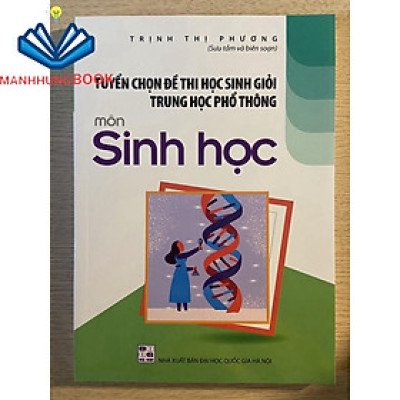 TRỊNH THỊ PHƯƠNG
(Sưu tầm và biên soạn)
MANHHUNGBOOK
TUYỂN CHỌN ĐỀ THI HỌC SINH GIỎI
TRUNG HỌC PHỔ THÔNG
môn
Sinh học
NHÀ XUẤT BẢN ĐẠI HỌC QUỐC GIA HÀ NỘI